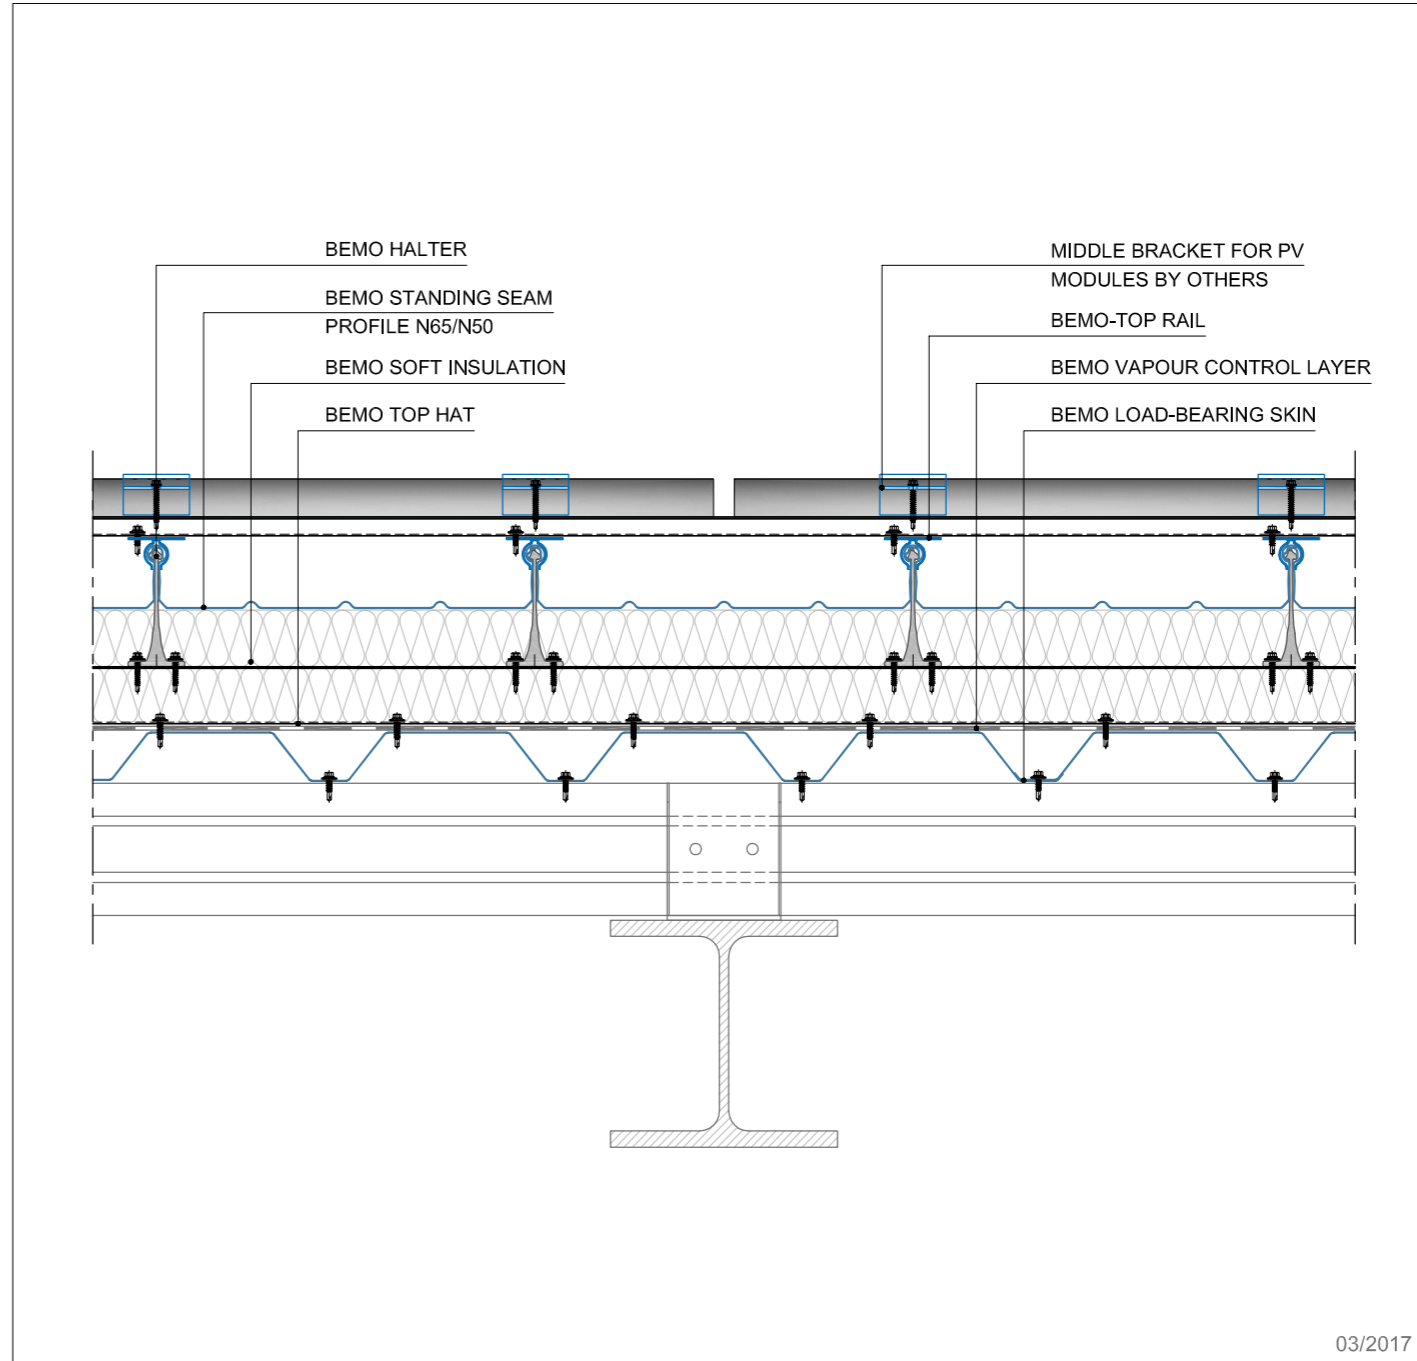 BEMO HALTER
BEMO STANDING SEAM
PROFILE N65/N50
BEMO SOFT INSULATION
BEMO TOP HAT
MIDDLE BRACKET FOR PV
MODULES BY OTHERS
BEMO-TOP RAIL
BEMO VAPOUR CONTROL LAYER
BEMO LOAD-BEARING SKIN
03/2017